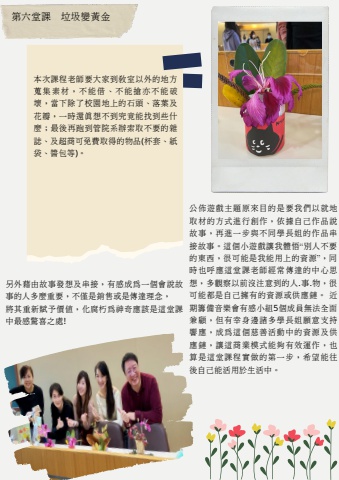 第六堂課　垃圾變黃金
本次課程老師要大家到教室以外的地方
蒐集素材，不能借、不能搶亦不能破
壞，當下除了校園地上的石頭、落葉及
花瓣，一時還真想不到究竟能找到些什
麼；最後再跑到管院系辦索取不要的雜
誌、及超商可免費取得的物品(杯套、紙
袋、醬包等)。
公佈遊戲主題原來目的是要我們以就地
取材的方式進行創作，依據自己作品說
故事，再進一步與不同學長姐的作品串
接故事。這個小遊戲讓我體悟“別人不要
的東西，很可能是我能用上的資源”，同
時也呼應這堂課老師經常傳達的中心思
想，多觀察以前沒注意到的人.事.物，很
可能都是自己擁有的資源或供應鏈。 近
期籌備音樂會有感小組5個成員無法全面
兼顧，但有幸身邊諸多學長姐願意支持
響應，成爲這個慈善活動中的資源及供
應鏈，讓這商業模式能夠有效運作，也
算是這堂課程實做的第一步，希望能往
後自己能活用於生活中。
另外藉由故事發想及串接，有感成爲一個會說故
事的人多麼重要，不僅是銷售或是傳達理念，
將其重新賦予價值，化腐朽爲神奇應該是這堂課
中最感驚喜之處!